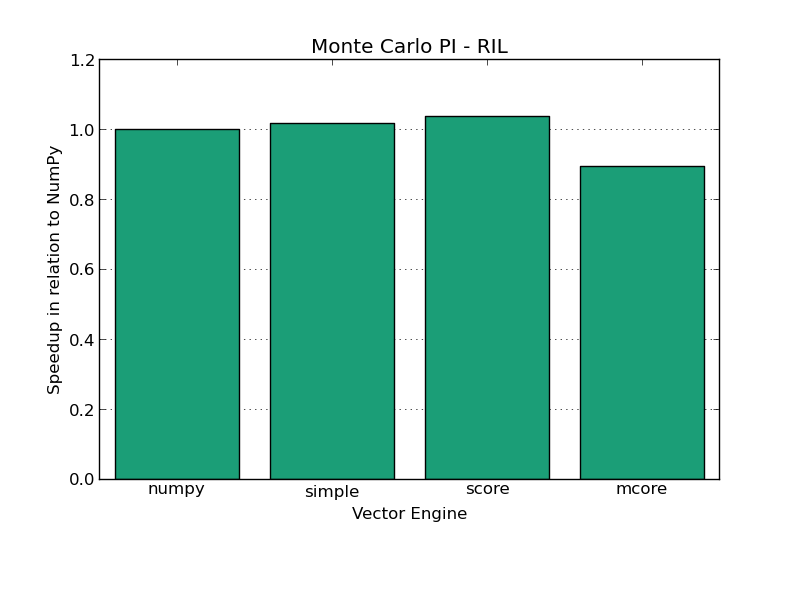 Monte Carlo PI - RIL
1.2
1.0
0.8
0.6
0.4
0.2
0.0
Speedup in relation to NumPy
numpy simple score mcore
Vector Engine